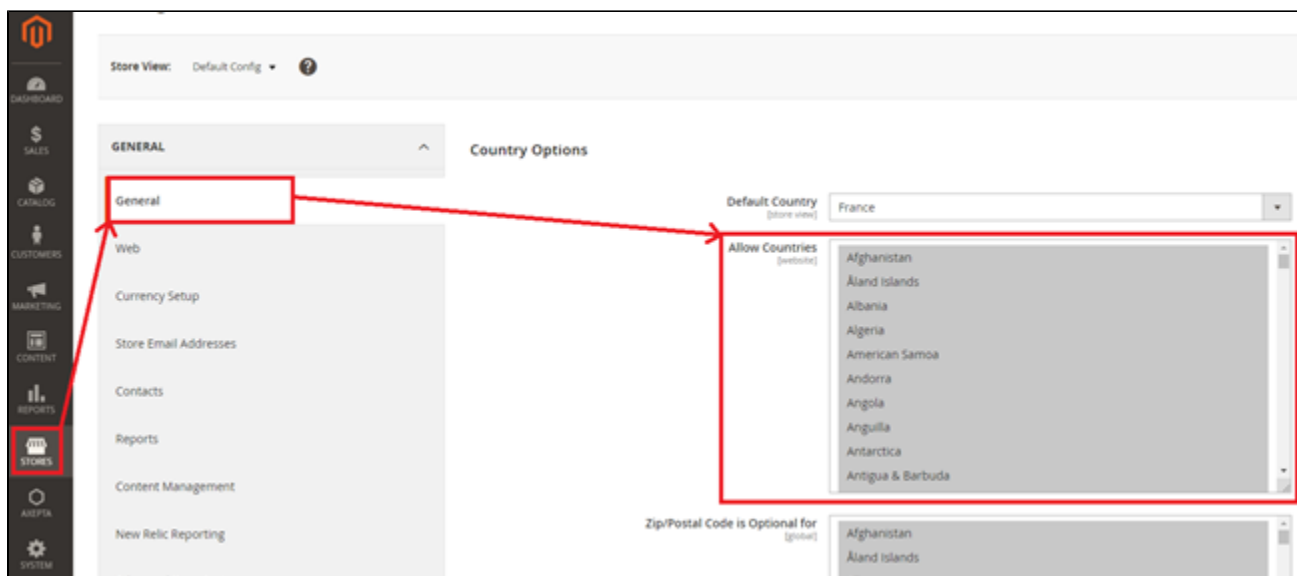 Store View: Default Config
?
DASHBOARD
SALES
CATALOG
CUSTOMERS
MARKETING
CONTENT
REPORTS
STORES
AXEPTA
SYSTEM
GENERAL
General
Web
Currency Setup
Store Email Addresses
Contacts
Reports
Content Management
New Relic Reporting
Country Options
Default Country
[store view]
France
Allow Countries
[website]
Afghanistan
Åland Islands
Albania
Algeria
American Samoa
Andorra
Angola
Anguilla
Antarctica
Antigua & Barbuda
Zip/Postal Code is Optional for
[global]
Afghanistan
Åland Islands